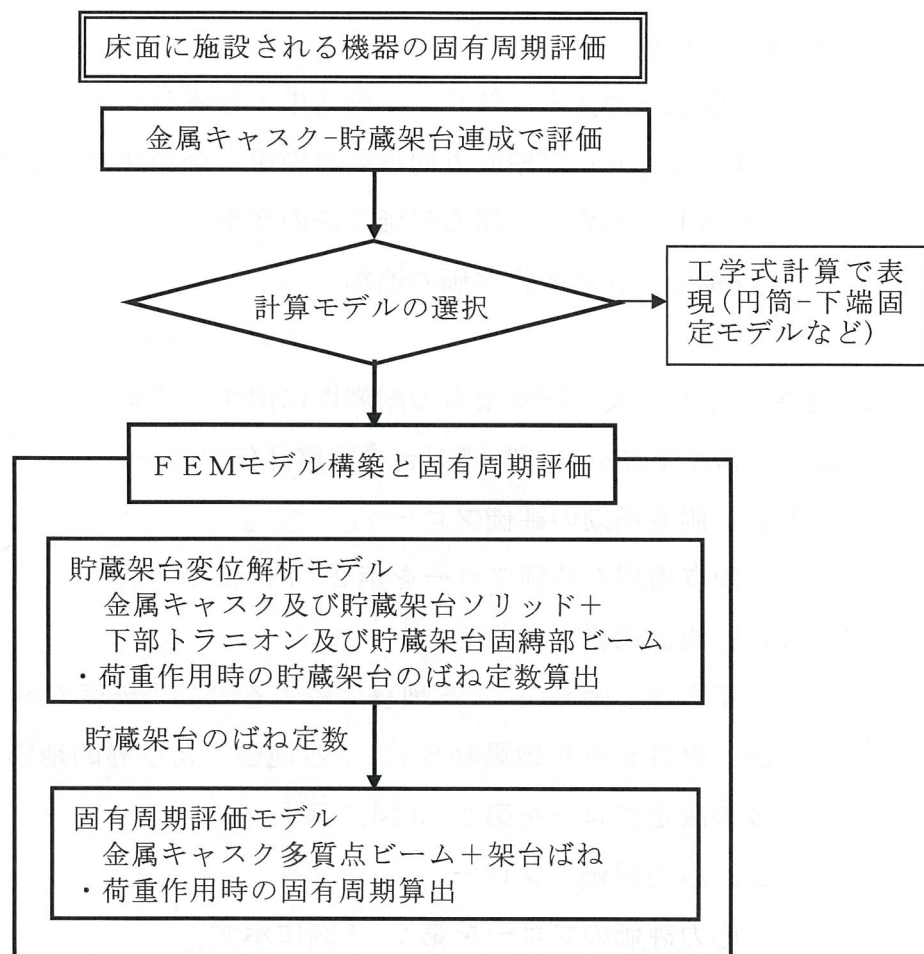 床面に施設される機器の固有周期評価
金属キャスク−貯蔵架台連成で評価
計算モデルの選択
工学式計算で表
現(円筒−下端固
定モデルなど)
ＦＥＭモデル構築と固有周期評価
貯蔵架台変位解析モデル
金属キャスク及び貯蔵架台ソリッド＋
下部トラニオン及び貯蔵架台固縛部ビーム
・荷重作用時の貯蔵架台のばね定数算出
貯蔵架台のばね定数
固有周期評価モデル
金属キャスク多質点ビーム＋架台ばね
・荷重作用時の固有周期算出